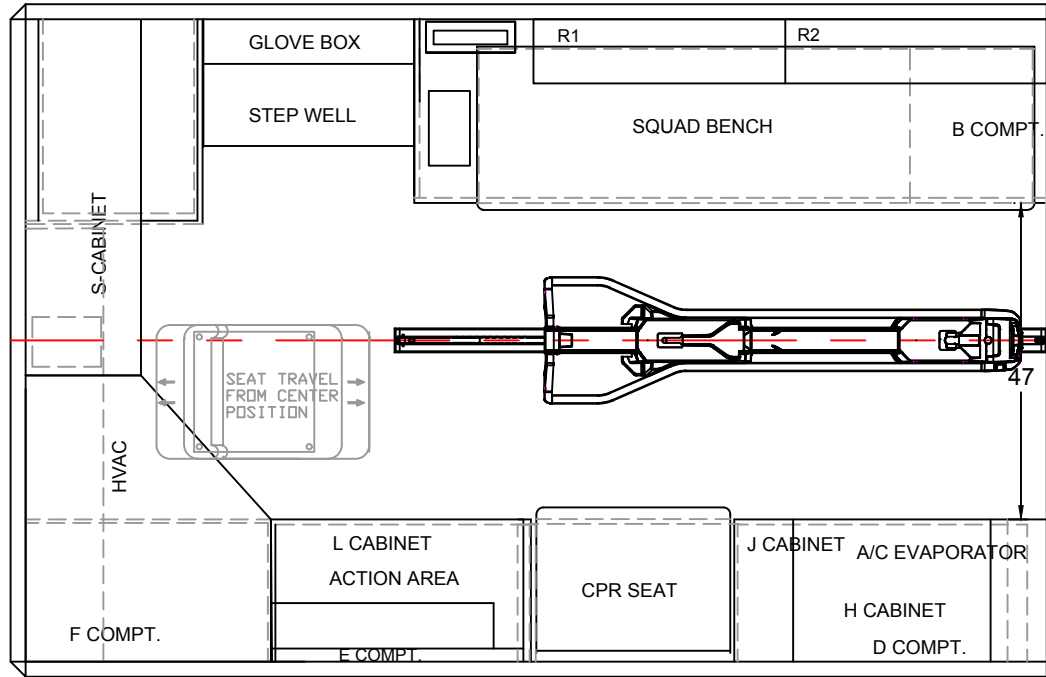 GLOVE BOX
R1
R2
STEP WELL
SQUAD BENCH
B COMPT.
S-CABINET
SEAT TRAVEL
FROM CENTER
POSITION
47
HVAC
L CABINET
J CABINET
A/C EVAPORATOR
ACTION AREA
CPR SEAT
H CABINET
F COMPT.
E COMPT.
D COMPT.